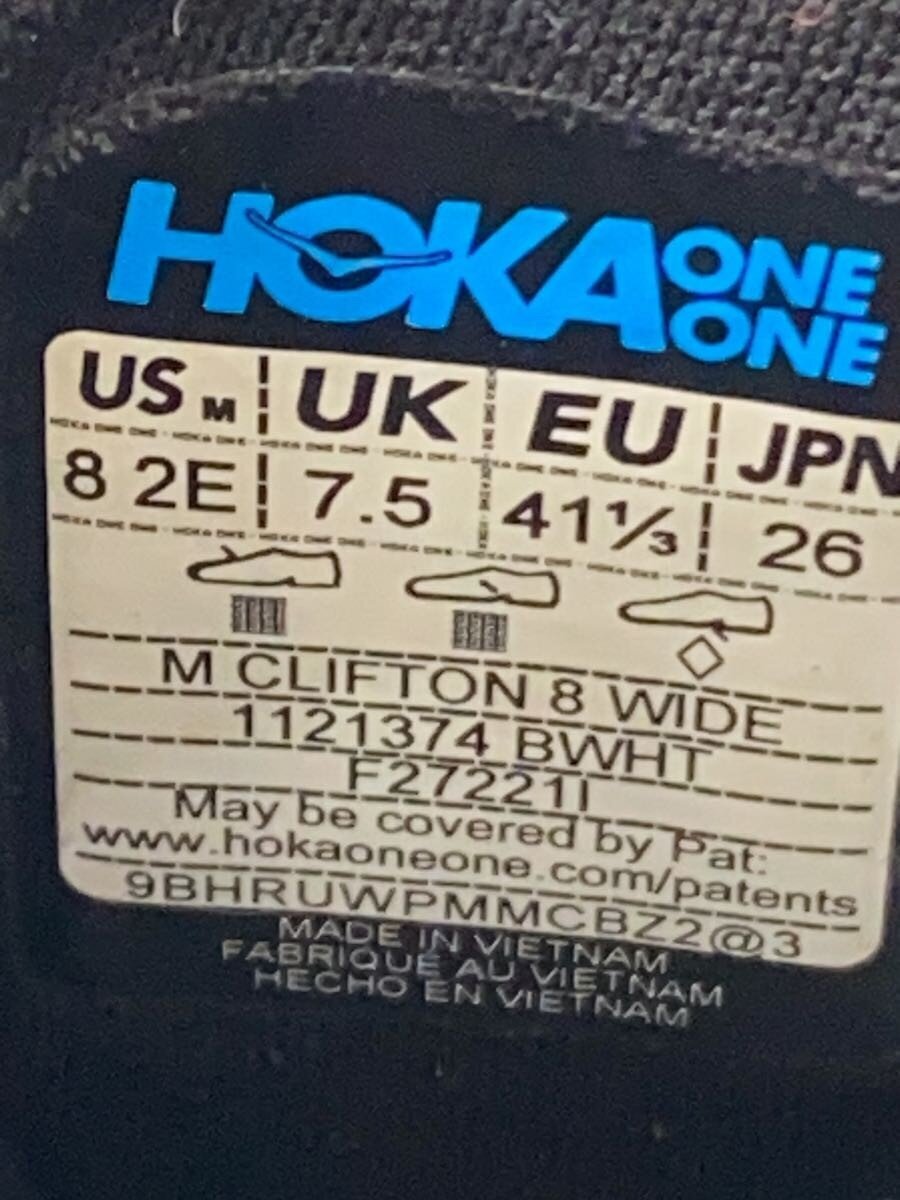 HOKA ONE ONE
US M UK EU JPN
8 2E 7.5 41⅓ 26
M CLIFTON 8 WIDE
1121374 BWHT
F27221I
May be covered by Pat:
www.hokaoneone.com/patents
9BHRUWPMMCBZ2@3
MADE IN VIETNAM
FABRIQUÉ AU VIETNAM
HECHO EN VIETNAM